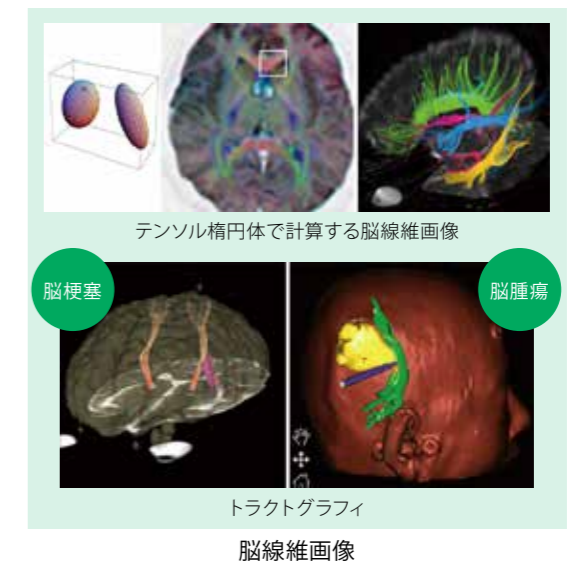 テンソル楕円体で計算する脳線維画像
脳梗塞
脳腫瘍
トラクトグラフィ
脳線維画像